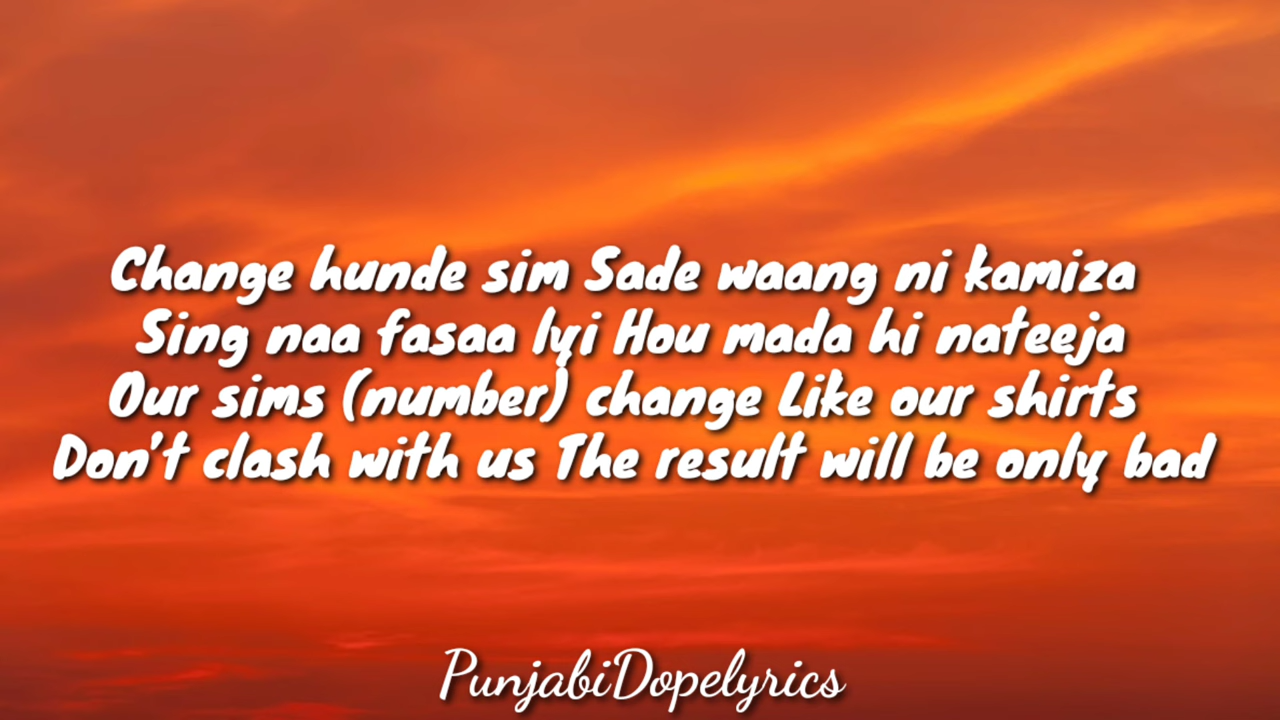 Change hunde sim Sade waang ni kamiza
Sing naa fasaa lyi Hou mada hi nateeja
Our sims (number) change Like our shirts
Don't clash with us The result will be only bad
PunjabiDopelyrics